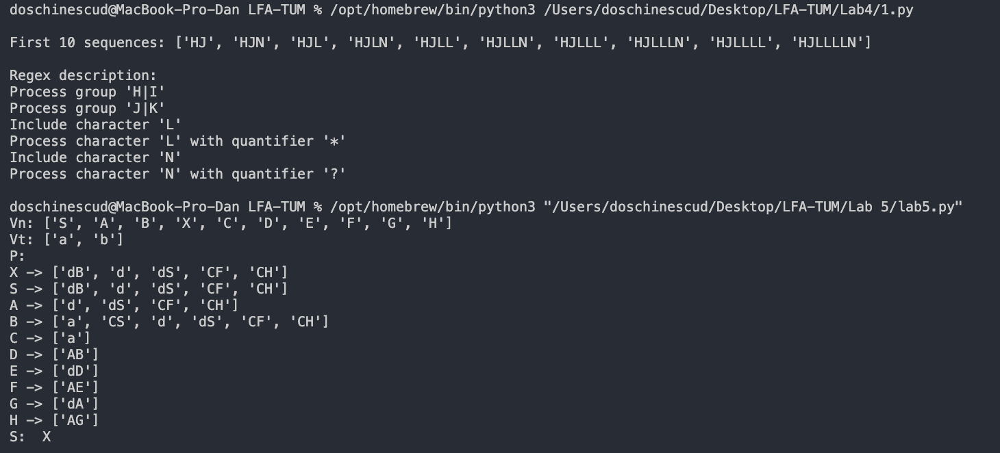 doschinescud@MacBook-Pro-Dan LFA-TUM % /opt/homebrew/bin/python3 /Users/doschinescud/Desktop/LFA-TUM/Lab4/1.py
First 10 sequences: ['HJ', 'HJN', 'HJL', 'HJLN', 'HJLL', 'HJLLN', 'HJLLL', 'HJLLLN', 'HJLLLL', 'HJLLLLN']
Regex description:
Process group 'H|I'
Process group 'J|K'
Include character 'L'
Process character 'L' with quantifier '*'
Include character 'N'
Process character 'N' with quantifier '?'
doschinescud@MacBook-Pro-Dan LFA-TUM % /opt/homebrew/bin/python3 "/Users/doschinescud/Desktop/LFA-TUM/Lab 5/lab5.py"
Vn: ['S', 'A', 'B', 'X', 'C', 'D', 'E', 'F', 'G', 'H']
Vt: ['a', 'b']
P:
X -> ['dB', 'd', 'dS', 'CF', 'CH']
S -> ['dB', 'd', 'dS', 'CF', 'CH']
A -> ['d', 'dS', 'CF', 'CH']
B -> ['a', 'CS', 'd', 'dS', 'CF', 'CH']
C -> ['a']
D -> ['AB']
E -> ['dD']
F -> ['AE']
G -> ['dA']
H -> ['AG']
S:  X